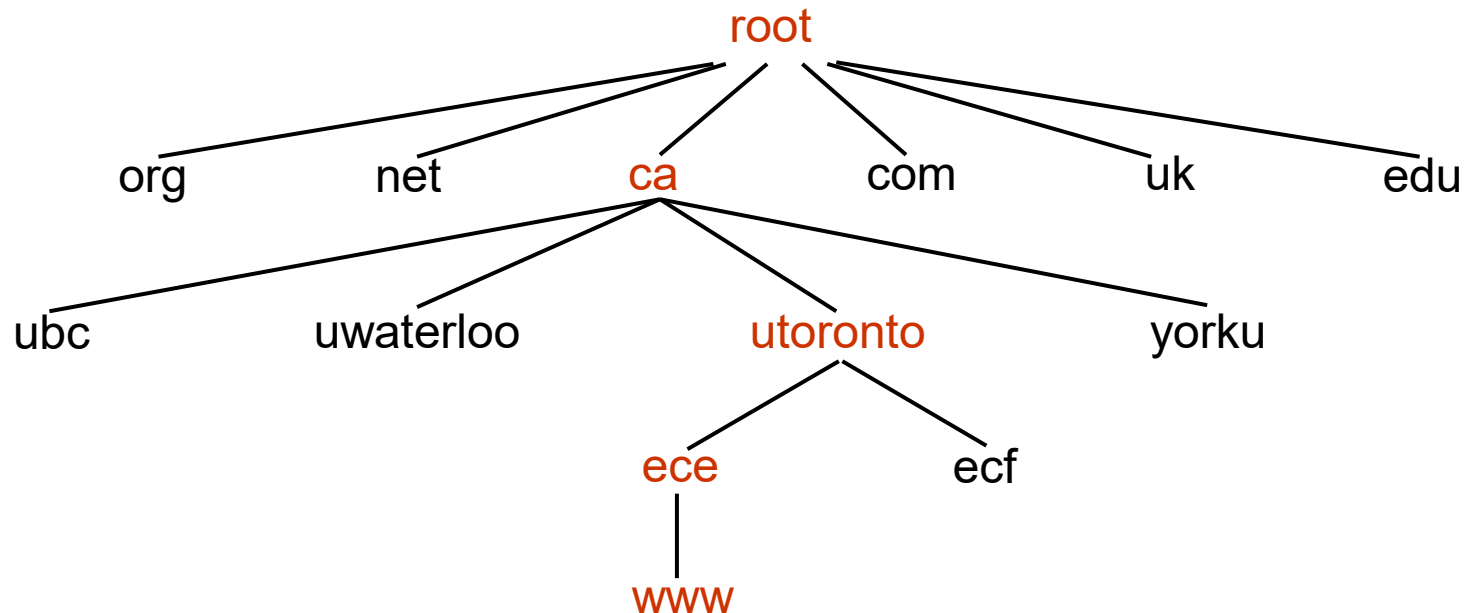 root
org net ca com uk edu
ubc uwaterloo utoronto yorku
ece ecf
www